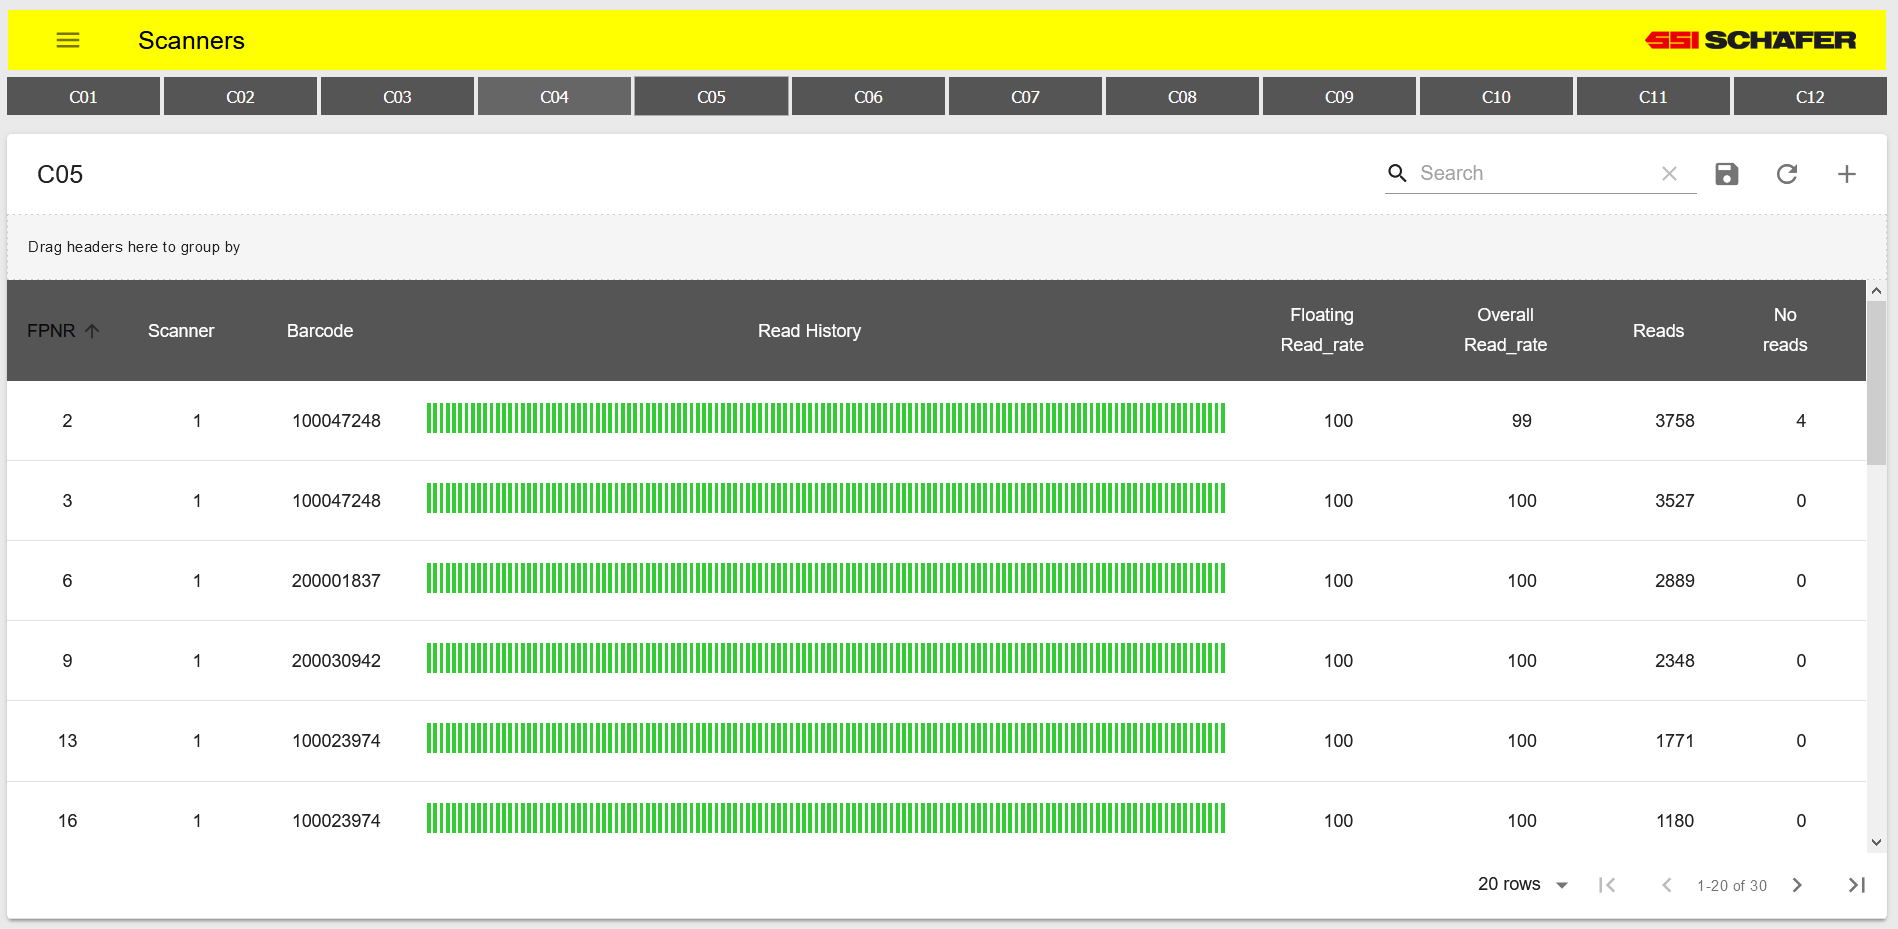 Scanners
SSI SCHÄFER
C01 C02 C03 C04 C05 C06 C07 C08 C09 C10 C11 C12
C05
Search
Drag headers here to group by
FPNR Scanner Barcode Read History Floating Read_rate Overall Read_rate Reads No reads
2 1 100047248 100 99 3758 4
3 1 100047248 100 100 3527 0
6 1 200001837 100 100 2889 0
9 1 200030942 100 100 2348 0
13 1 100023974 100 100 1771 0
16 1 100023974 100 100 1180 0
20 rows 1-20 of 30